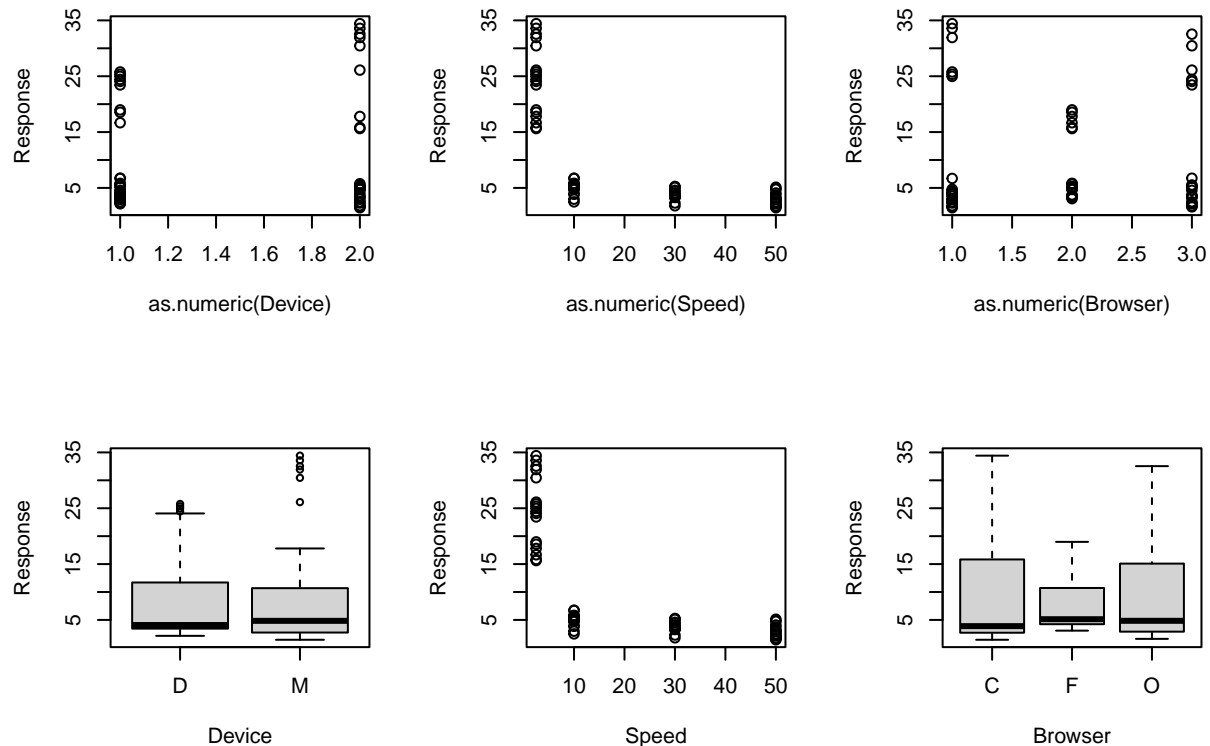 35
25
15
5
Response
1.0 1.2 1.4 1.6 1.8 2.0
as.numeric(Device)
35
25
15
5
Response
10 20 30 40 50
as.numeric(Speed)
35
25
15
5
Response
1.0 1.5 2.0 2.5 3.0
as.numeric(Browser)
35
25
15
5
Response
D M
Device
35
25
15
5
Response
10 20 30 40 50
Speed
35
25
15
5
Response
C F O
Browser